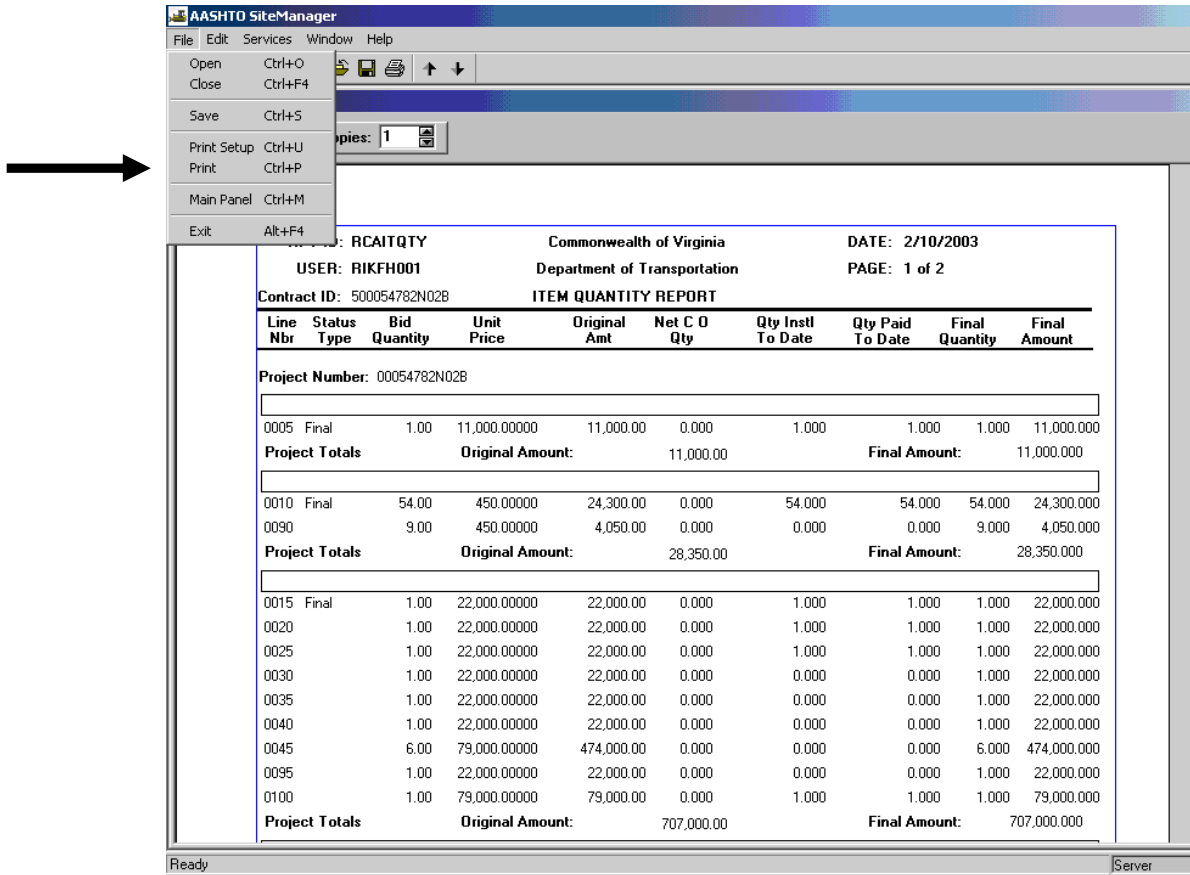 AASHTO SiteManager
File Edit Services Window Help
Open Ctrl+O
Close Ctrl+F4
Save Ctrl+S
Print Setup Ctrl+U
Print Ctrl+P
Main Panel Ctrl+M
Exit Alt+F4
opies: 1
: RCAITQTY Commonwealth of Virginia DATE: 2/10/2003
USER: RIKFH001 Department of Transportation PAGE: 1 of 2
Contract ID: 500054782N02B ITEM QUANTITY REPORT
Line Status Bid Unit Original Net C O Qty Instl Qty Paid Final Final
Nbr Type Quantity Price Amt Qty To Date To Date Quantity Amount
Project Number: 00054782N02B
0005 Final 1.00 11,000.00000 11,000.00 0.000 1.000 1.000 1.000 11,000.000
Project Totals Original Amount: 11,000.00 Final Amount: 11,000.000
0010 Final 54.00 450.00000 24,300.00 0.000 54.000 54.000 54.000 24,300.000
0090 9.00 450.00000 4,050.00 0.000 0.000 0.000 9.000 4,050.000
Project Totals Original Amount: 28,350.00 Final Amount: 28,350.000
0015 Final 1.00 22,000.00000 22,000.00 0.000 1.000 1.000 1.000 22,000.000
0020 1.00 22,000.00000 22,000.00 0.000 1.000 1.000 1.000 22,000.000
0025 1.00 22,000.00000 22,000.00 0.000 1.000 1.000 1.000 22,000.000
0030 1.00 22,000.00000 22,000.00 0.000 0.000 0.000 1.000 22,000.000
0035 1.00 22,000.00000 22,000.00 0.000 0.000 0.000 1.000 22,000.000
0040 1.00 22,000.00000 22,000.00 0.000 0.000 0.000 1.000 22,000.000
0045 6.00 79,000.00000 474,000.00 0.000 0.000 0.000 6.000 474,000.000
0095 1.00 22,000.00000 22,000.00 0.000 0.000 0.000 1.000 22,000.000
0100 1.00 79,000.00000 79,000.00 0.000 1.000 1.000 1.000 79,000.000
Project Totals Original Amount: 707,000.00 Final Amount: 707,000.000
Ready Server